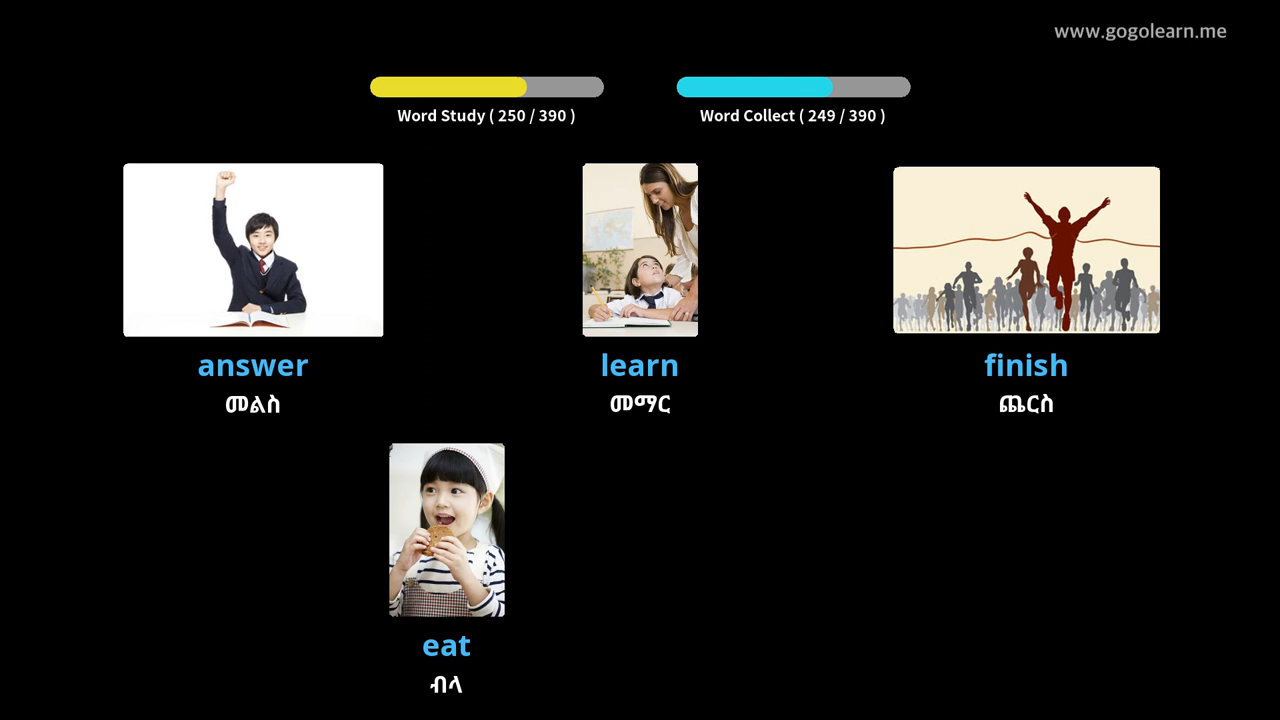 www.gogolearn.me
Word Study ( 250 / 390 )
Word Collect ( 249 / 390 )
answer
learn
finish
መልስ
መማር
ጨርስ
eat
ብላ